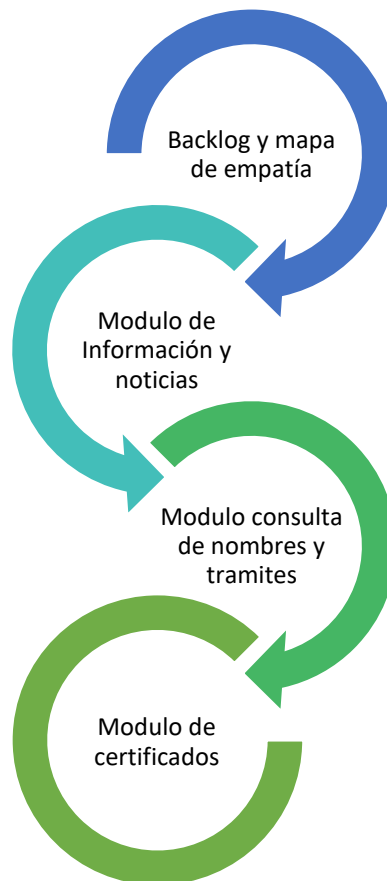 Backlog y mapa
de empatía
Modulo de
Información y
noticias
Modulo consulta
de nombres y
tramites
Modulo de
certificados